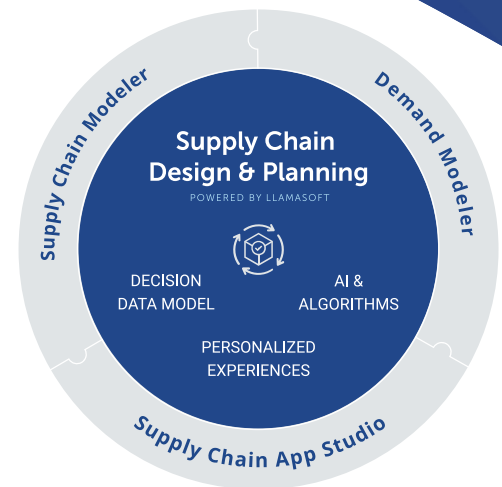 Supply Chain Modeler
Demand Modeler
Supply Chain
Design & Planning
POWERED BY LLAMASOFT
DECISION
DATA MODEL
AI &
ALGORITHMS
PERSONALIZED
EXPERIENCES
Supply Chain App Studio